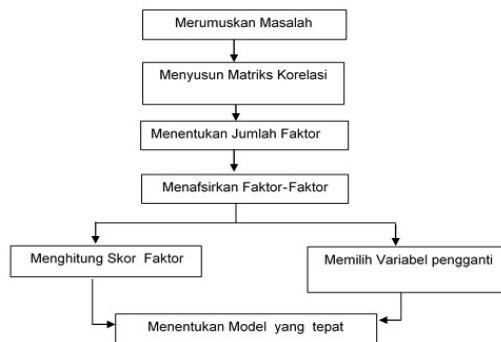 Merumuskan Masalah
Menyusun Matriks Korelasi
Menentukan Jumlah Faktor
Menafsirkan Faktor-Faktor
Menghitung Skor Faktor
Memilih Variabel pengganti
Menentukan Model yang tepat